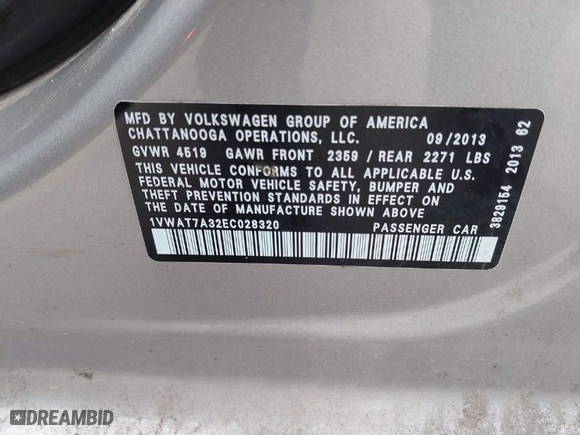 MFD BY VOLKSWAGEN GROUP OF AMERICA
CHATTANOOGA OPERATIONS, LLC. 09/2013
GVWR 4519 GAWR FRONT 2359 / REAR 2271 LBS
THIS VEHICLE CONFORMS TO ALL APPLICABLE U.S.
FEDERAL MOTOR VEHICLE SAFETY, BUMPER AND
THEFT PREVENTION STANDARDS IN EFFECT ON
THE DATE OF MANUFACTURE SHOWN ABOVE
1VWAT7A32EC028320 PASSENGER CAR
3829154 2013 62
DREAMBID